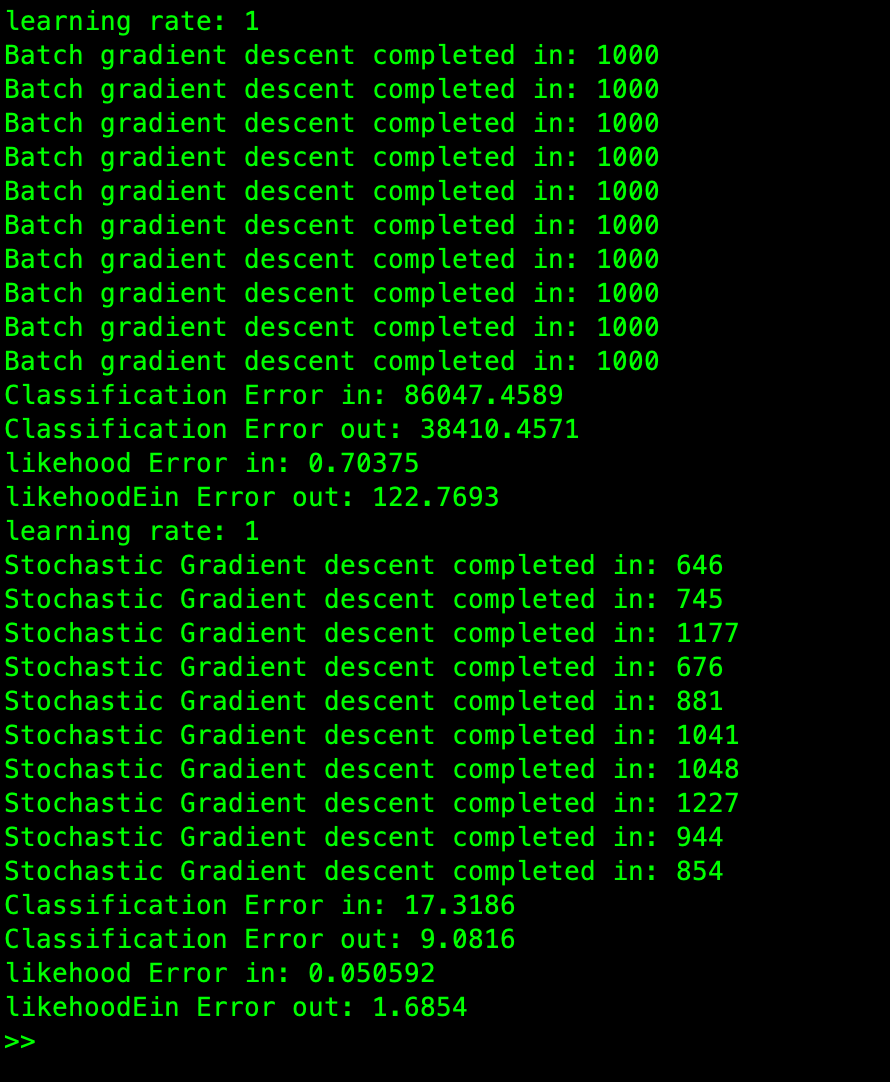 learning rate: 1
Batch gradient descent completed in: 1000
Batch gradient descent completed in: 1000
Batch gradient descent completed in: 1000
Batch gradient descent completed in: 1000
Batch gradient descent completed in: 1000
Batch gradient descent completed in: 1000
Batch gradient descent completed in: 1000
Batch gradient descent completed in: 1000
Batch gradient descent completed in: 1000
Batch gradient descent completed in: 1000
Classification Error in: 86047.4589
Classification Error out: 38410.4571
likehood Error in: 0.70375
likehoodEin Error out: 122.7693
learning rate: 1
Stochastic Gradient descent completed in: 646
Stochastic Gradient descent completed in: 745
Stochastic Gradient descent completed in: 1177
Stochastic Gradient descent completed in: 676
Stochastic Gradient descent completed in: 881
Stochastic Gradient descent completed in: 1041
Stochastic Gradient descent completed in: 1048
Stochastic Gradient descent completed in: 1227
Stochastic Gradient descent completed in: 944
Stochastic Gradient descent completed in: 854
Classification Error in: 17.3186
Classification Error out: 9.0816
likehood Error in: 0.050592
likehoodEin Error out: 1.6854
>>